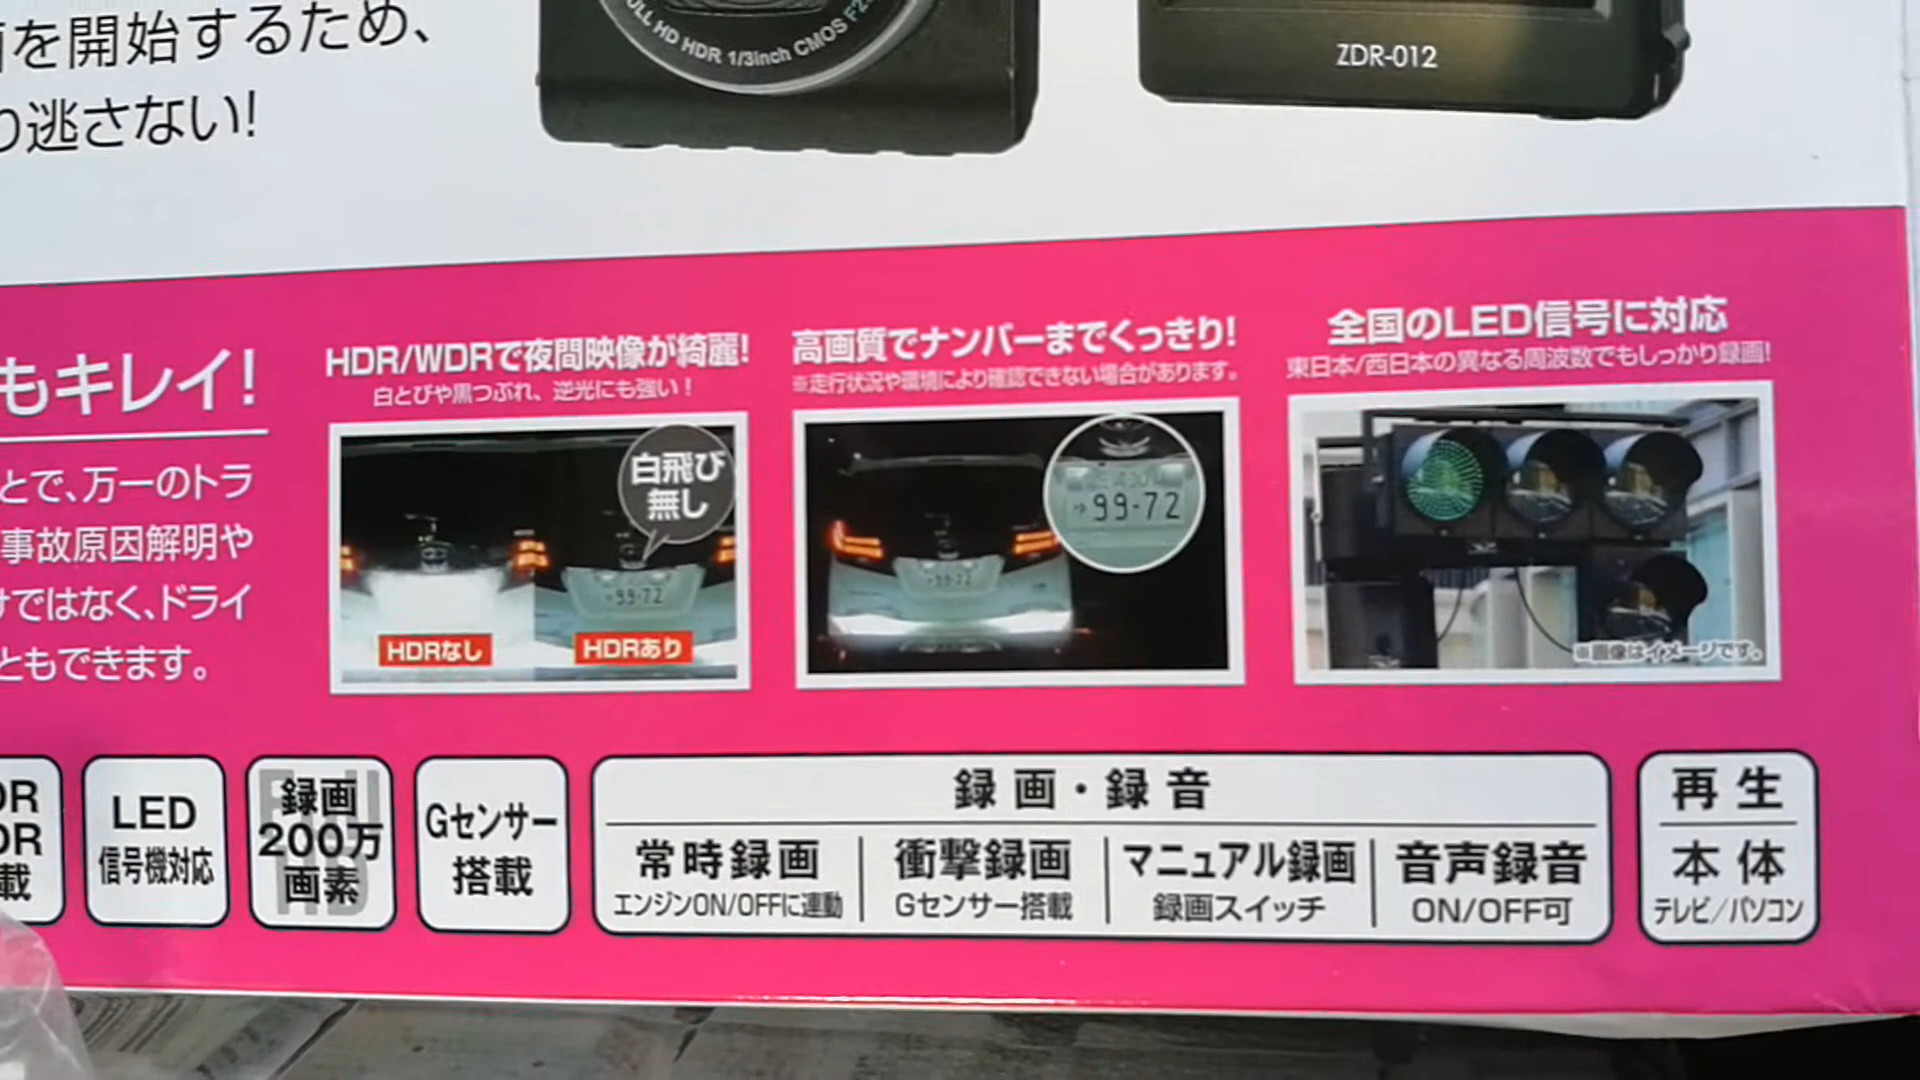 を開始するため、
逃さない!
FULL HD HDR 1/3inch CMOS
ZDR-012
もキレイ!
とで、万一のトラ
事故原因解明や
ではなく、ドライ
ともできます。
HDR/WDRで夜間映像が綺麗!
白とびや黒つぶれ、逆光にも強い!
白飛び
無し
99-72
HDRなし
HDRあり
高画質でナンバーまでくっきり!
※走行状況や環境により確認できない場合があります。
99-72
99-72
全国のLED信号に対応
東日本/西日本の異なる周波数でもしっかり録画!
※画像はイメージです。
DR
DR
載
LED
信号機対応
録画
200万
画素
Gセンサー
搭載
録画・録音
常時録画
エンジンON/OFFに連動
衝撃録画
Gセンサー搭載
マニュアル録画
録画スイッチ
音声録音
ON/OFF可
再生
本体
テレビ/パソコン